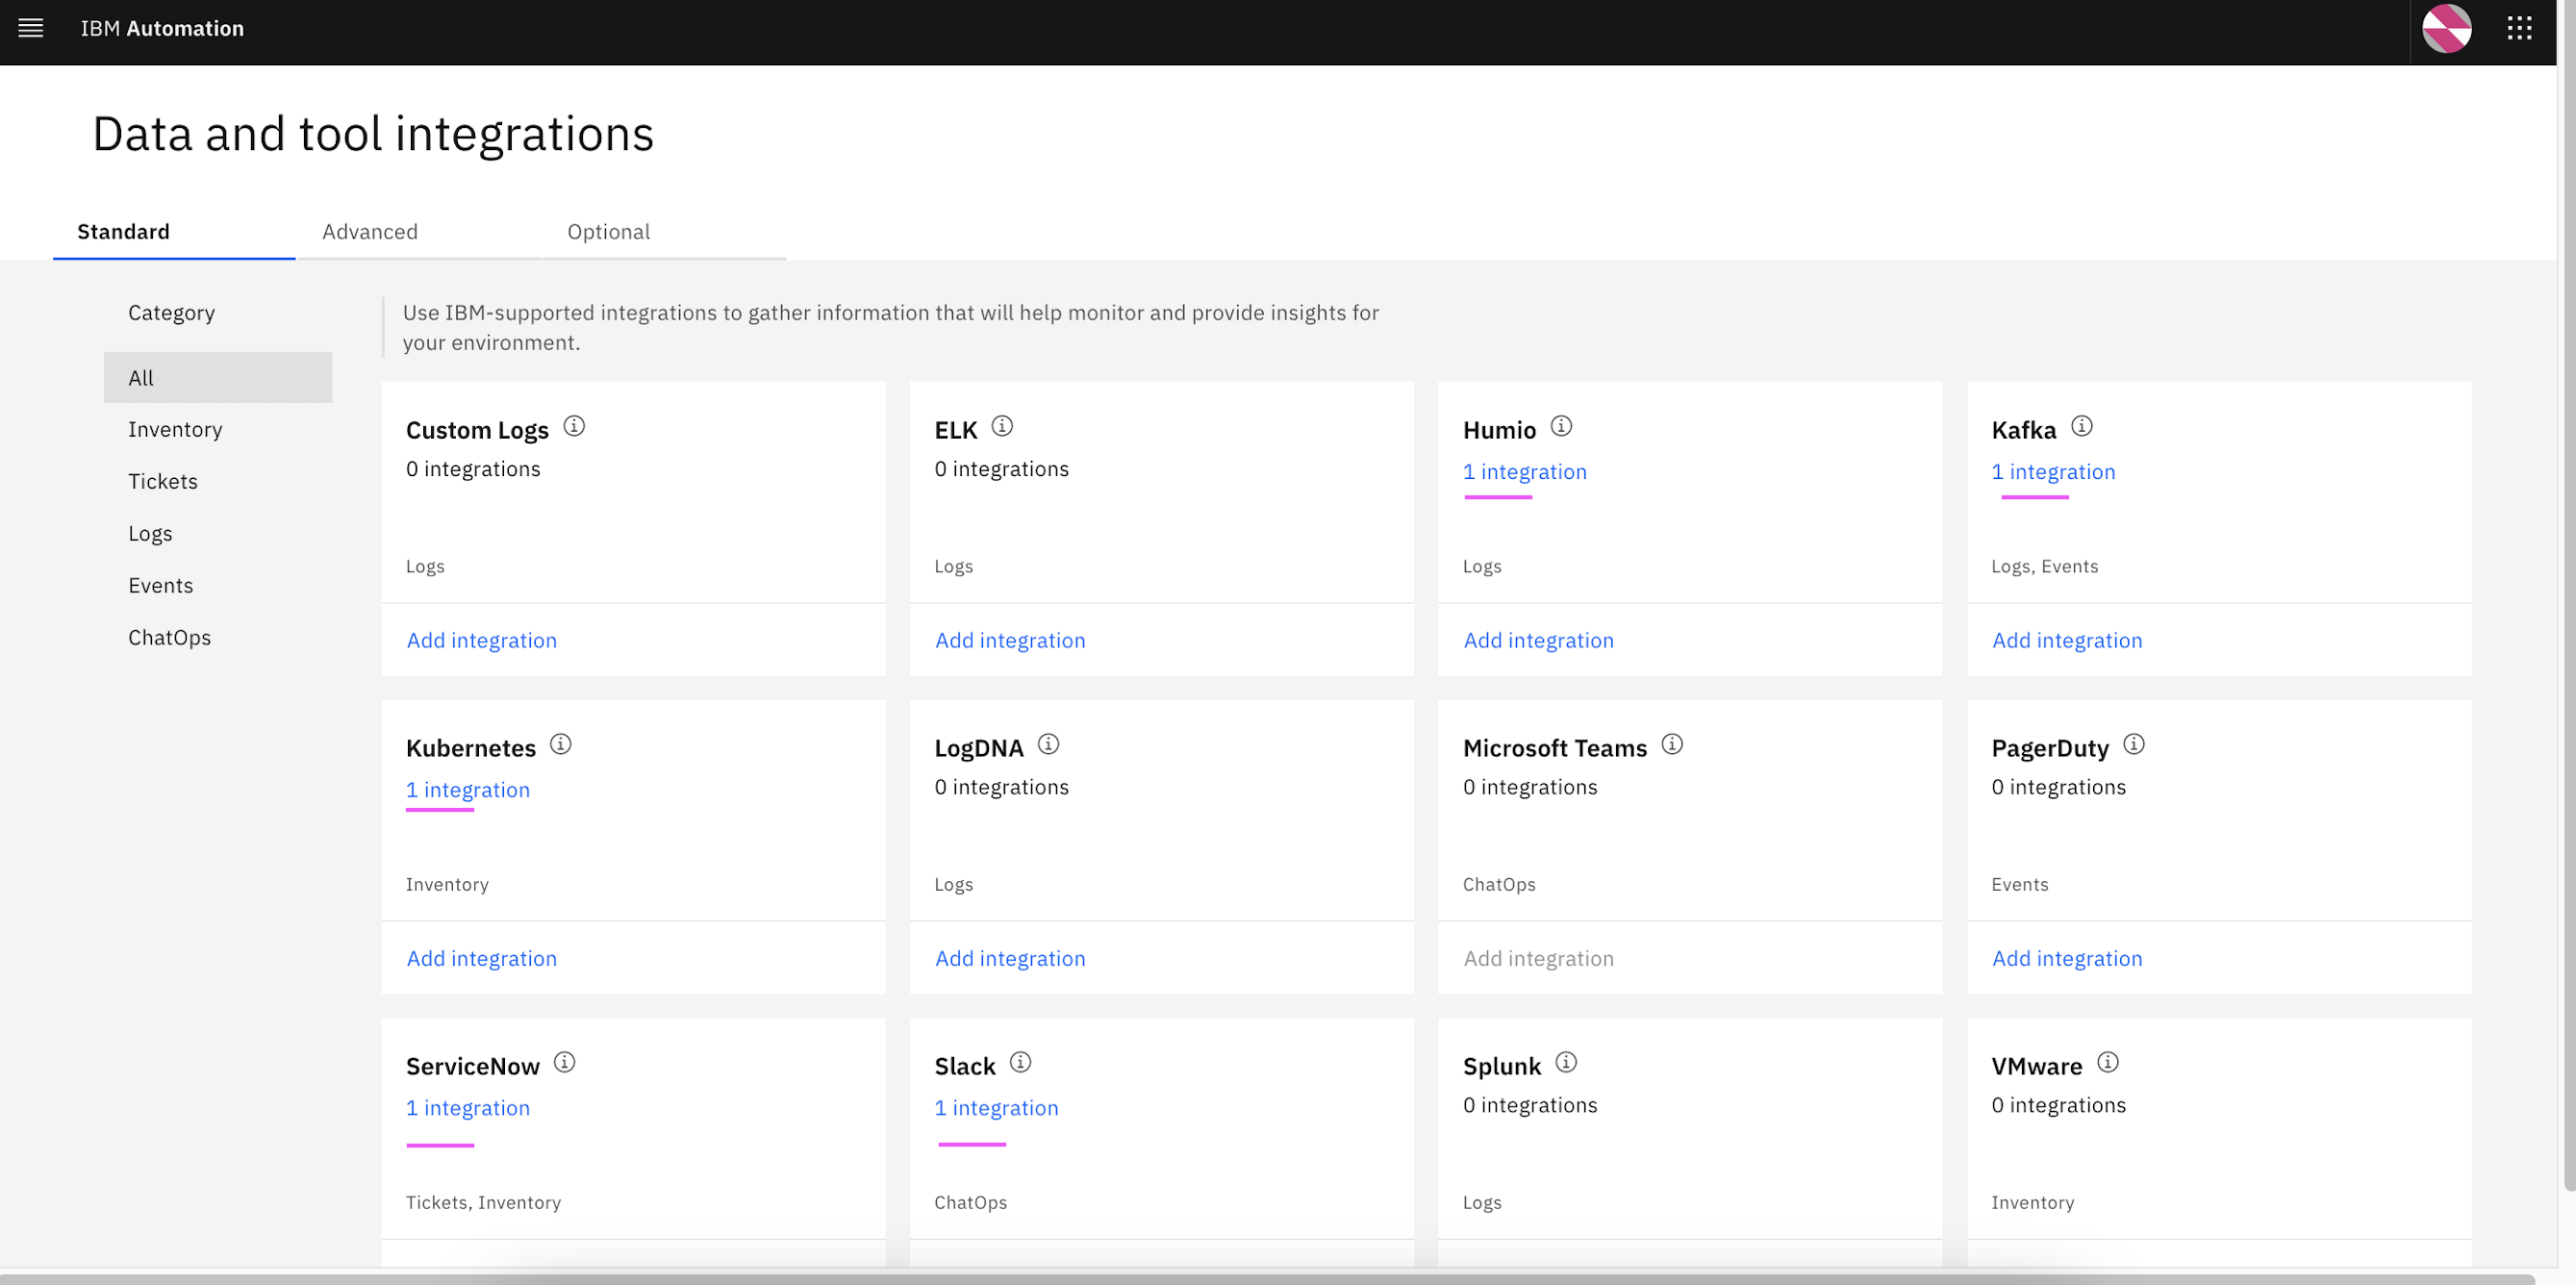 IBM Automation
Data and tool integrations
Standard
Advanced
Optional
Category
All
Inventory
Tickets
Logs
Events
ChatOps
Use IBM-supported integrations to gather information that will help monitor and provide insights for
your environment.
Custom Logs
0 integrations
Logs
Add integration
ELK
0 integrations
Logs
Add integration
Humio
1 integration
Logs
Add integration
Kafka
1 integration
Logs, Events
Add integration
Kubernetes
1 integration
Inventory
Add integration
LogDNA
0 integrations
Logs
Add integration
Microsoft Teams
0 integrations
ChatOps
Add integration
PagerDuty
0 integrations
Events
Add integration
ServiceNow
1 integration
Tickets, Inventory
Slack
1 integration
ChatOps
Splunk
0 integrations
Logs
VMware
0 integrations
Inventory